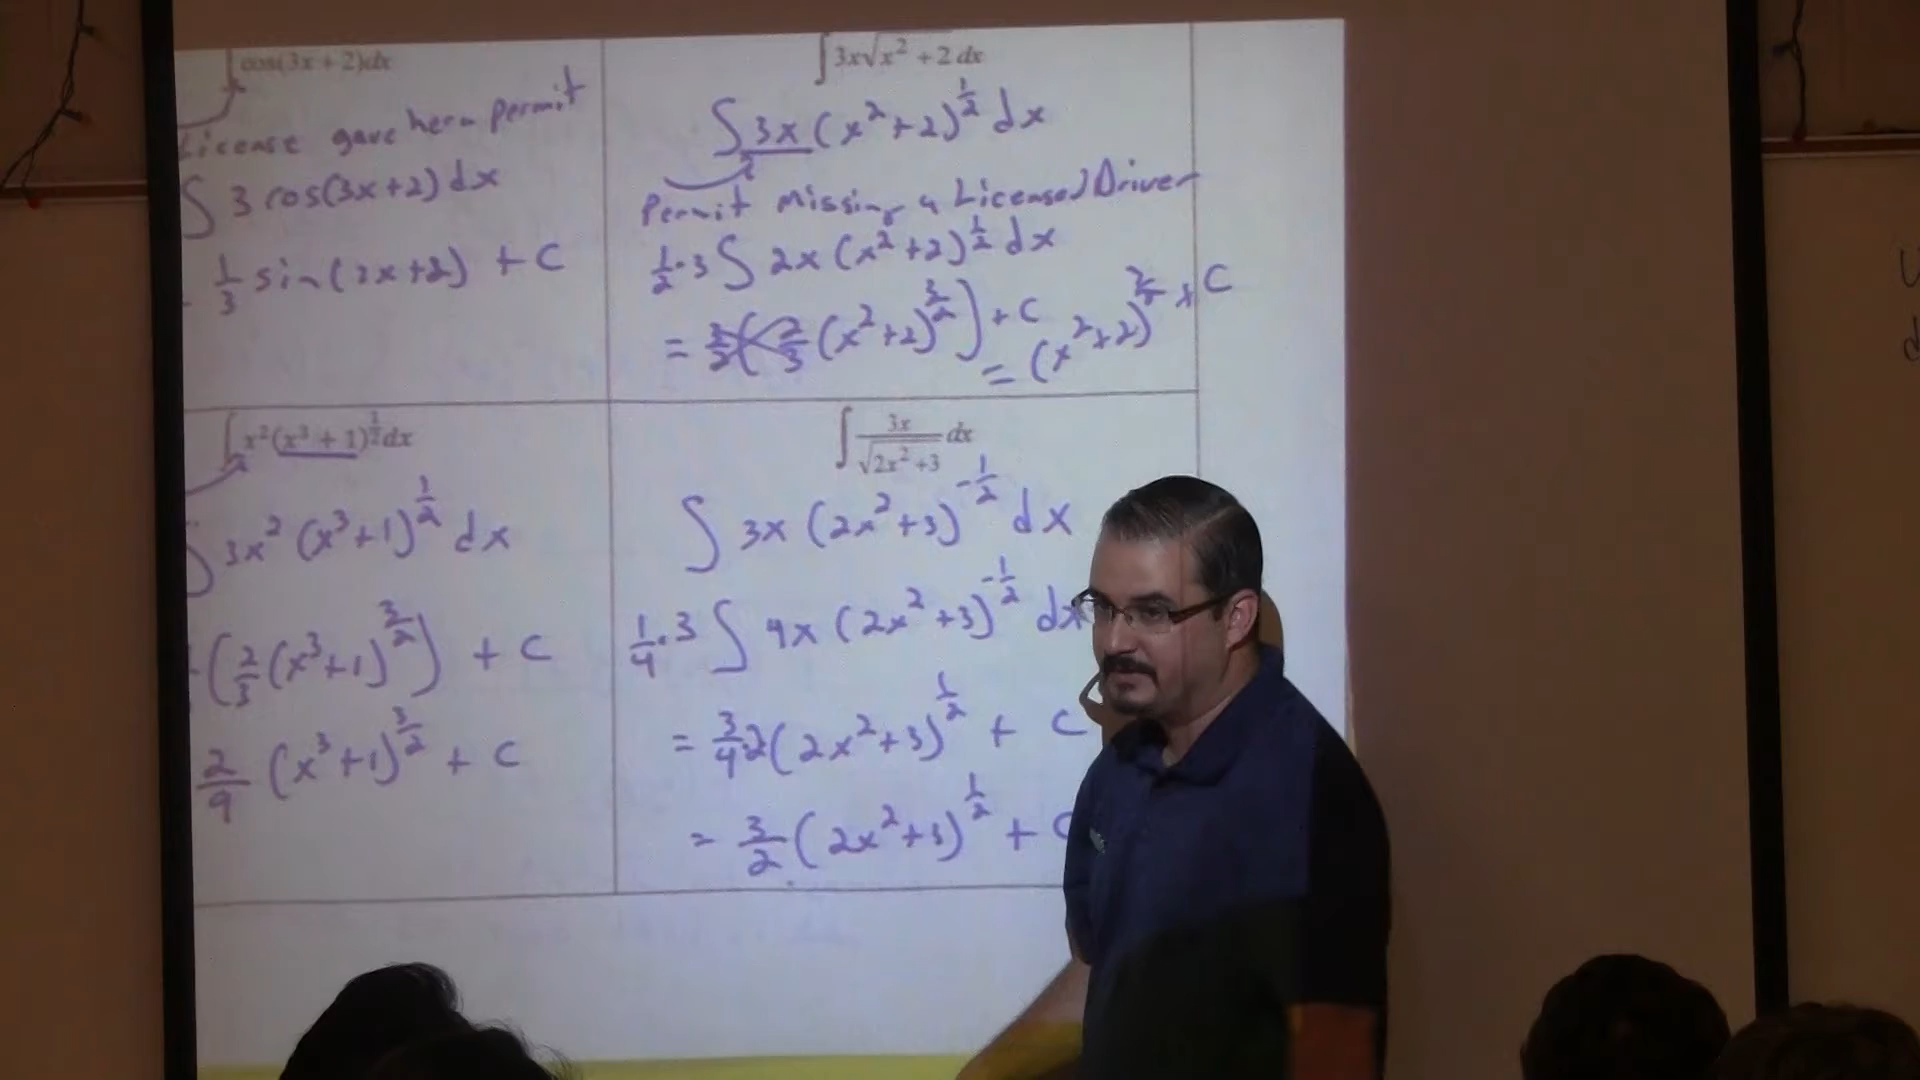 ∫cos(3x + 2)dx
License gave her a permit
∫ 3 cos(3x+2) dx
1/3 sin(3x+2) + C
∫3x√x² + 2 dx
∫ 3x (x²+2)^1/2 dx
Permit Missing a Licensed Driver
1/2 · 3 ∫ 2x (x²+2)^1/2 dx
= 3/2 (2/3 (x²+2)^3/2) + C
= (x²+2)^3/2 + C
∫x²(x³ + 1)^1/2 dx
∫ 3x² (x³+1)^1/2 dx
(2/3 (x³+1)^3/2) + C
2/9 (x³+1)^3/2 + C
∫ 3x/√2x² +3 dx
∫ 3x (2x²+3)^-1/2 dx
1/4 · 3 ∫ 4x (2x²+3)^-1/2 dx
= 3/4 2(2x²+3)^1/2 + C
= 3/2 (2x²+3)^1/2 + C